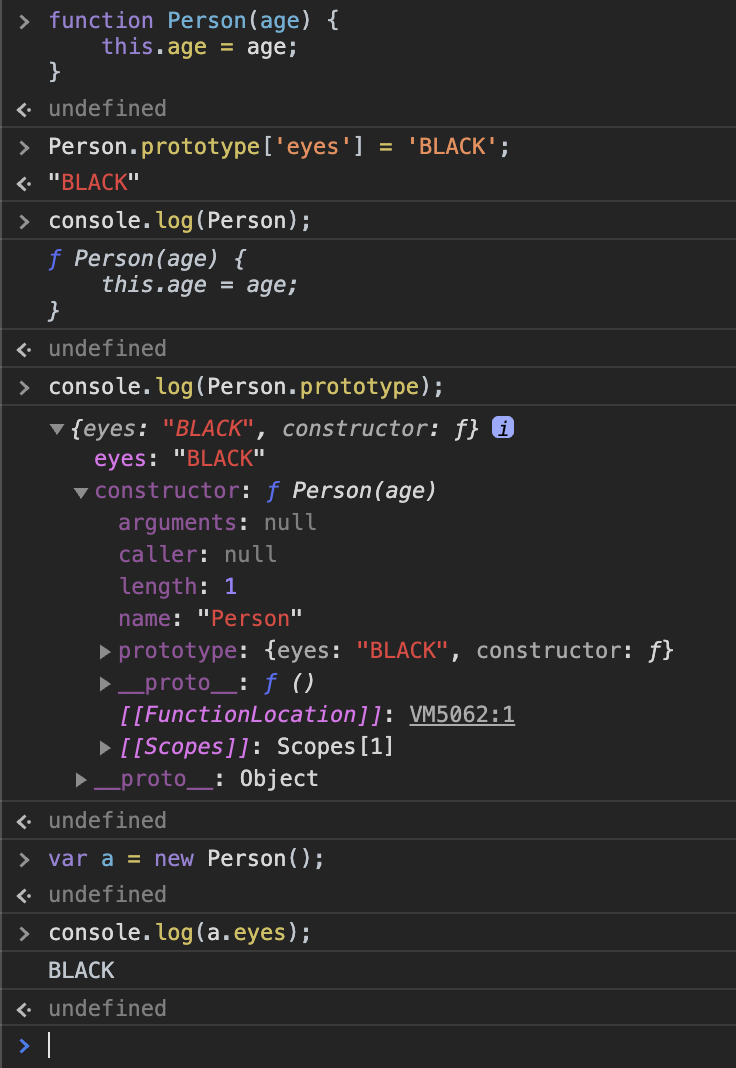 > function Person(age) {
    this.age = age;
}
<· undefined
> Person.prototype['eyes'] = 'BLACK';
<· "BLACK"
> console.log(Person);
ƒ Person(age) {
    this.age = age;
}
<· undefined
> console.log(Person.prototype);
▼{eyes: "BLACK", constructor: ƒ} i
eyes: "BLACK"
▼constructor: ƒ Person(age)
arguments: null
caller: null
length: 1
name: "Person"
▶prototype: {eyes: "BLACK", constructor: ƒ}
▶__proto__: ƒ ()
[[FunctionLocation]]: VM5062:1
▶[[Scopes]]: Scopes[1]
▶__proto__: Object
<· undefined
> var a = new Person();
<· undefined
> console.log(a.eyes);
BLACK
<· undefined
>